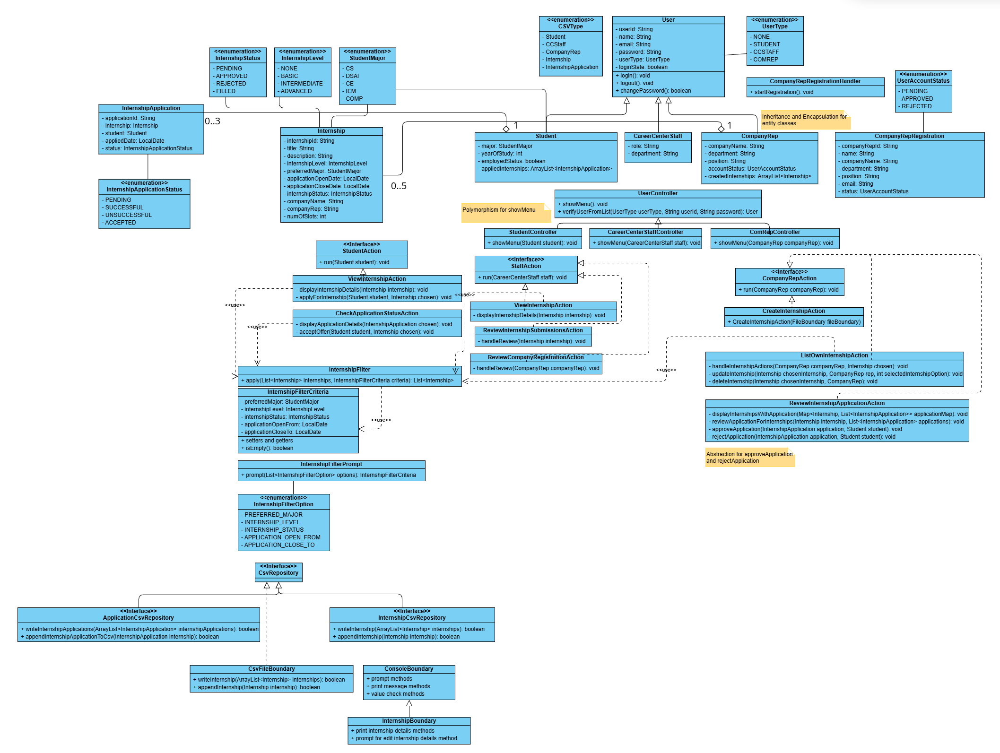 <<enumeration>>
CSVType
- Student
- CCStaff
- CompanyRep
- Internship
- InternshipApplication
User
- userId: String
- name: String
- email: String
- password: String
- userType: UserType
- loginState: boolean
+ login(): void
+ logout(): void
+ changePassword(): boolean
<<enumeration>>
UserType
- NONE
- STUDENT
- CCSTAFF
- COMREP
<<enumeration>>
InternshipStatus
- PENDING
- APPROVED
- REJECTED
- FILLED
<<enumeration>>
InternshipLevel
- NONE
- BASIC
- INTERMEDIATE
- ADVANCED
<<enumeration>>
StudentMajor
- CS
- DSAI
- CE
- IEM
- COMP
CompanyRepRegistrationHandler
+ startRegistration(): void
<<enumeration>>
UserAccountStatus
- PENDING
- APPROVED
- REJECTED
InternshipApplication
- applicationId: String
- internship: Internship
- student: Student
- appliedDate: LocalDate
- status: InternshipApplicationStatus
0..3
1
1
Inheritance and Encapsulation for
entity classes
Internship
- internshipId: String
- title: String
- description: String
- internshipLevel: InternshipLevel
- preferredMajor: StudentMajor
- applicationOpenDate: LocalDate
- applicationCloseDate: LocalDate
- internshipStatus: InternshipStatus
- companyName: String
- companyRep: String
- numOfSlots: int
0..5
Student
- major: StudentMajor
- yearOfStudy: int
- employedStatus: boolean
- appliedInternships: ArrayList<InternshipApplication>
CareerCenterStaff
- role: String
- department: String
CompanyRep
- companyName: String
- department: String
- position: String
- accountStatus: UserAccountStatus
- createdInternships: ArrayList<Internship>
CompanyRepRegistration
- companyRepId: String
- name: String
- companyName: String
- department: String
- position: String
- email: String
- status: UserAccountStatus
<<enumeration>>
InternshipApplicationStatus
- PENDING
- SUCCESSFUL
- UNSUCCESSFUL
- ACCEPTED
Polymorphism for showMenu
UserController
+ showMenu(): void
+ verifyUserFromList(UserType userType, String userId, String password): User
StudentController
+ showMenu(Student student): void
CareerCenterStaffController
+ showMenu(CareerCenterStaff staff): void
ComRepController
+ showMenu(CompanyRep companyRep): void
<<Interface>>
StudentAction
+ run(Student student): void
<<Interface>>
StaffAction
+ run(CareerCenterStaff staff): void
<<Interface>>
CompanyRepAction
+ run(CompanyRep companyRep): void
ViewInternshipAction
- displayInternshipDetails(Internship internship): void
- applyForInternship(Student student, Internship chosen): void
<<use>>
<<use>>
ViewInternshipAction
- displayInternshipDetails(Internship internship): void
CreateInternshipAction
+ CreateInternshipAction(FileBoundary fileBoundary)
CheckApplicationStatusAction
- displayApplicationDetails(InternshipApplication chosen): void
- acceptOffer(Student student, Internship chosen): void
<<use>>
ReviewInternshipSubmissionsAction
- handleReview(Internship internship): void
ReviewCompanyRegistrationAction
- handleReview(CompanyRep companyRep): void
<<use>>
ListOwnInternshipAction
- handleInternshipActions(CompanyRep companyRep, Internship chosen): void
- updateInternship(Internship chosenInternship, CompanyRep rep, int selectedInternshipOption): void
- deleteInternship(Internship chosenInternship, CompanyRep): void
InternshipFilter
+ apply(List<Internship> internships, InternshipFilterCriteria criteria): List<Internship>
InternshipFilterCriteria
- preferredMajor: StudentMajor
- internshipLevel: InternshipLevel
- internshipStatus: InternshipStatus
- applicationOpenFrom: LocalDate
- applicationCloseTo: LocalDate
+ setters and getters
+ isEmpty(): boolean
<<use>>
ReviewInternshipApplicationAction
- displayInternshipsWithApplication(Map<Internship, List<InternshipApplication>> applicationMap): void
- reviewApplicationForInternships(Internship internship, List<InternshipApplication> applications): void
- approveApplication(InternshipApplication application, Student student): void
- rejectApplication(InternshipApplication application, Student student): void
Abstraction for approveApplication
and rejectApplication
InternshipFilterPrompt
+ prompt(List<InternshipFilterOption> options): InternshipFilterCriteria
<<enumeration>>
InternshipFilterOption
- PREFERRED_MAJOR
- INTERNSHIP_LEVEL
- INTERNSHIP_STATUS
- APPLICATION_OPEN_FROM
- APPLICATION_CLOSE_TO
<<Interface>>
CsvRepository
<<Interface>>
ApplicationCsvRepository
+ writeInternshipApplications(ArrayList<InternshipApplication> internshipApplications): boolean
+ appendInternshipApplicationToCsv(InternshipApplication internship): boolean
<<Interface>>
InternshipCsvRepository
+ writeInternship(ArrayList<Internship> internships): boolean
+ appendInternship(Internship internship): boolean
CsvFileBoundary
+ writeInternship(ArrayList<Internship> internships): boolean
+ appendInternship(Internship internship): boolean
ConsoleBoundary
+ prompt methods
+ print message methods
+ value check methods
InternshipBoundary
+ print internship details methods
+ prompt for edit internship details method